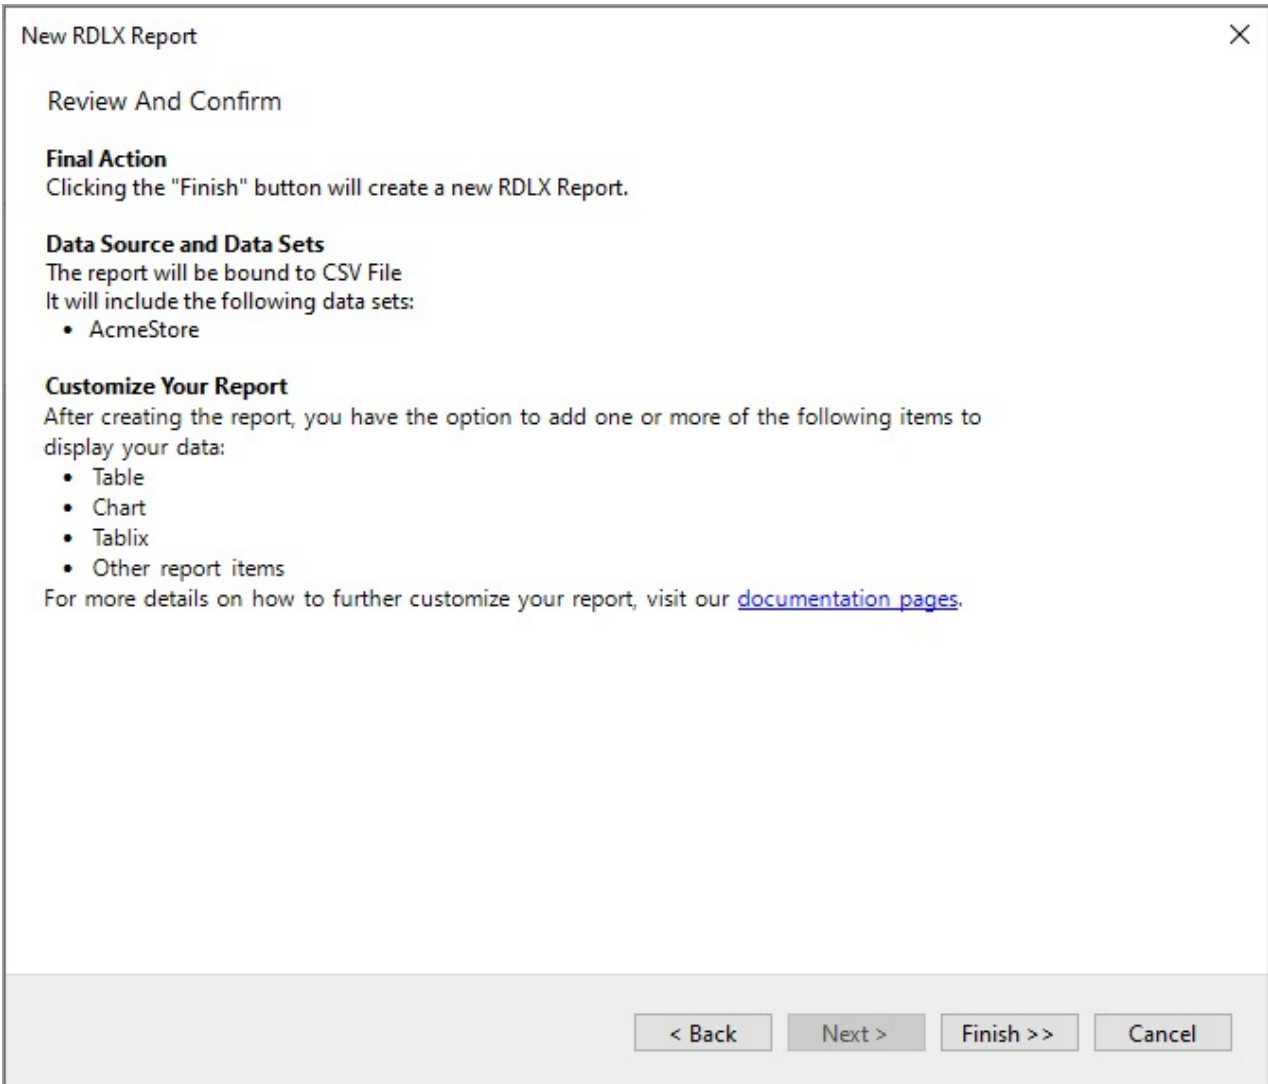 New RDLX Report
Review And Confirm
Final Action
Clicking the "Finish" button will create a new RDLX Report.
Data Source and Data Sets
The report will be bound to CSV File
It will include the following data sets:
• AcmeStore
Customize Your Report
After creating the report, you have the option to add one or more of the following items to
display your data:
• Table
• Chart
• Tablix
• Other report items
For more details on how to further customize your report, visit our documentation pages.
< Back Next > Finish >> Cancel